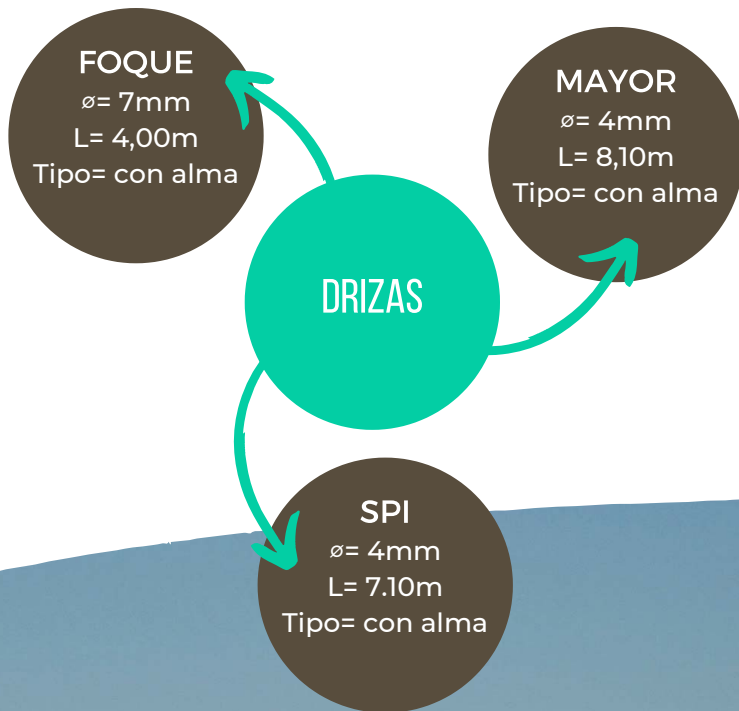 FOQUE
ø= 7mm
L= 4,00m
Tipo= con alma
MAYOR
ø= 4mm
L= 8,10m
Tipo= con alma
DRIZAS
SPI
ø= 4mm
L= 7.10m
Tipo= con alma